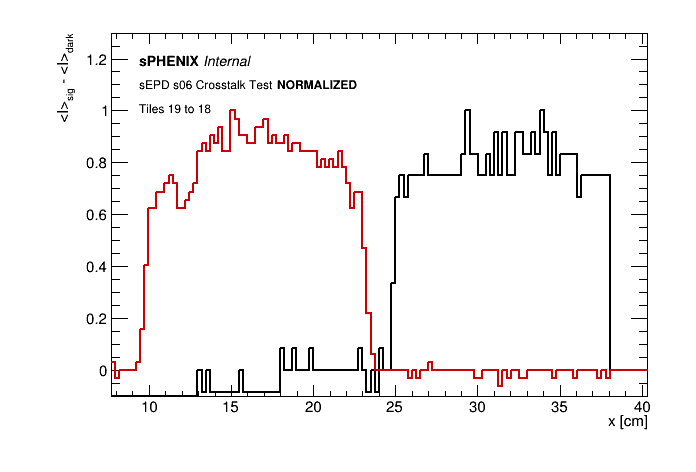 <I>sig - <I>dark
sPHENIX Internal
sEPD s06 Crosstalk Test NORMALIZED
Tiles 19 to 18
1.2
1
0.8
0.6
0.4
0.2
0
10 15 20 25 30 35 40
x [cm]